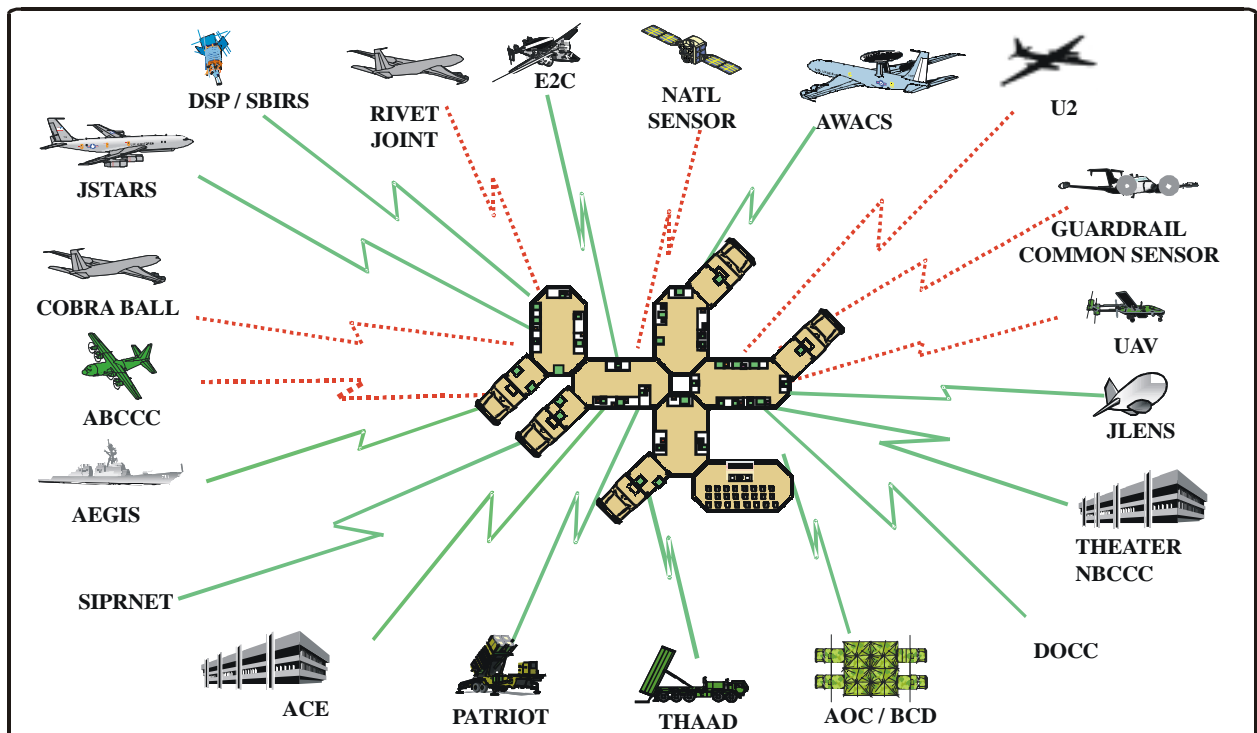 DSP / SBIRS
RIVET
JOINT
E2C
NATL
SENSOR
AWACS
U2
JSTARS
GUARDRAIL
COMMON SENSOR
COBRA BALL
UAV
ABCCC
JLENS
AEGIS
THEATER
NBCCC
SIPRNET
DOCC
ACE
PATRIOT
THAAD
AOC / BCD